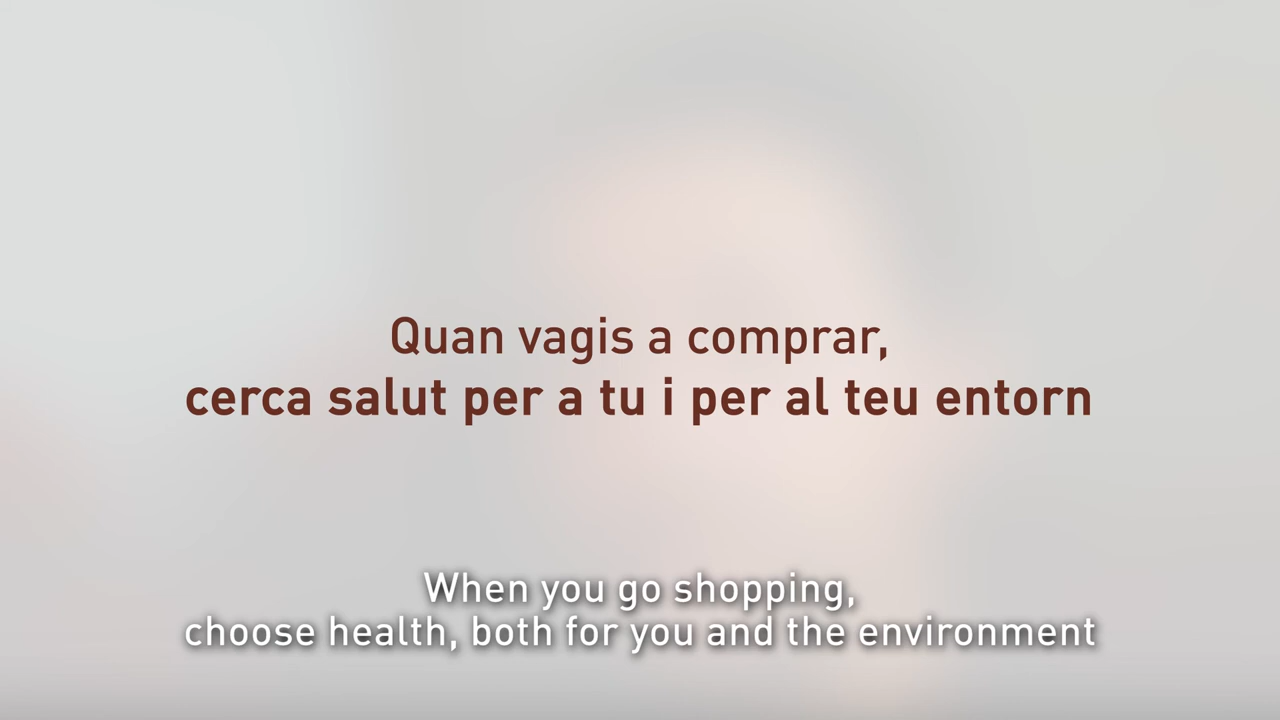 Quan vagis a comprar,
cerca salut per a tu i per al teu entorn
When you go shopping,
choose health, both for you and the environment